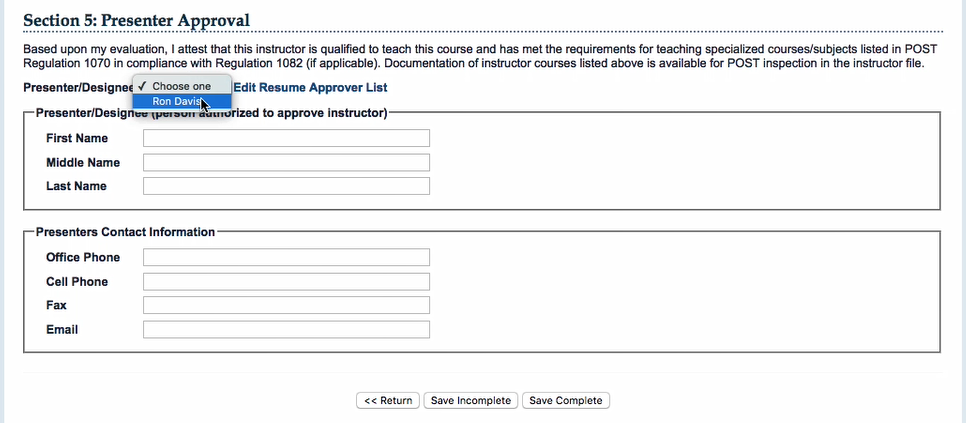 Section 5: Presenter Approval
Based upon my evaluation, I attest that this instructor is qualified to teach this course and has met the requirements for teaching specialized courses/subjects listed in POST
Regulation 1070 in compliance with Regulation 1082 (if applicable). Documentation of instructor courses listed above is available for POST inspection in the instructor file.
Presenter/Designee ✓ Choose one Edit Resume Approver List
Ron Davis
Presenter/Designee (person authorized to approve instructor)
First Name
Middle Name
Last Name
Presenters Contact Information
Office Phone
Cell Phone
Fax
Email
<< Return Save Incomplete Save Complete